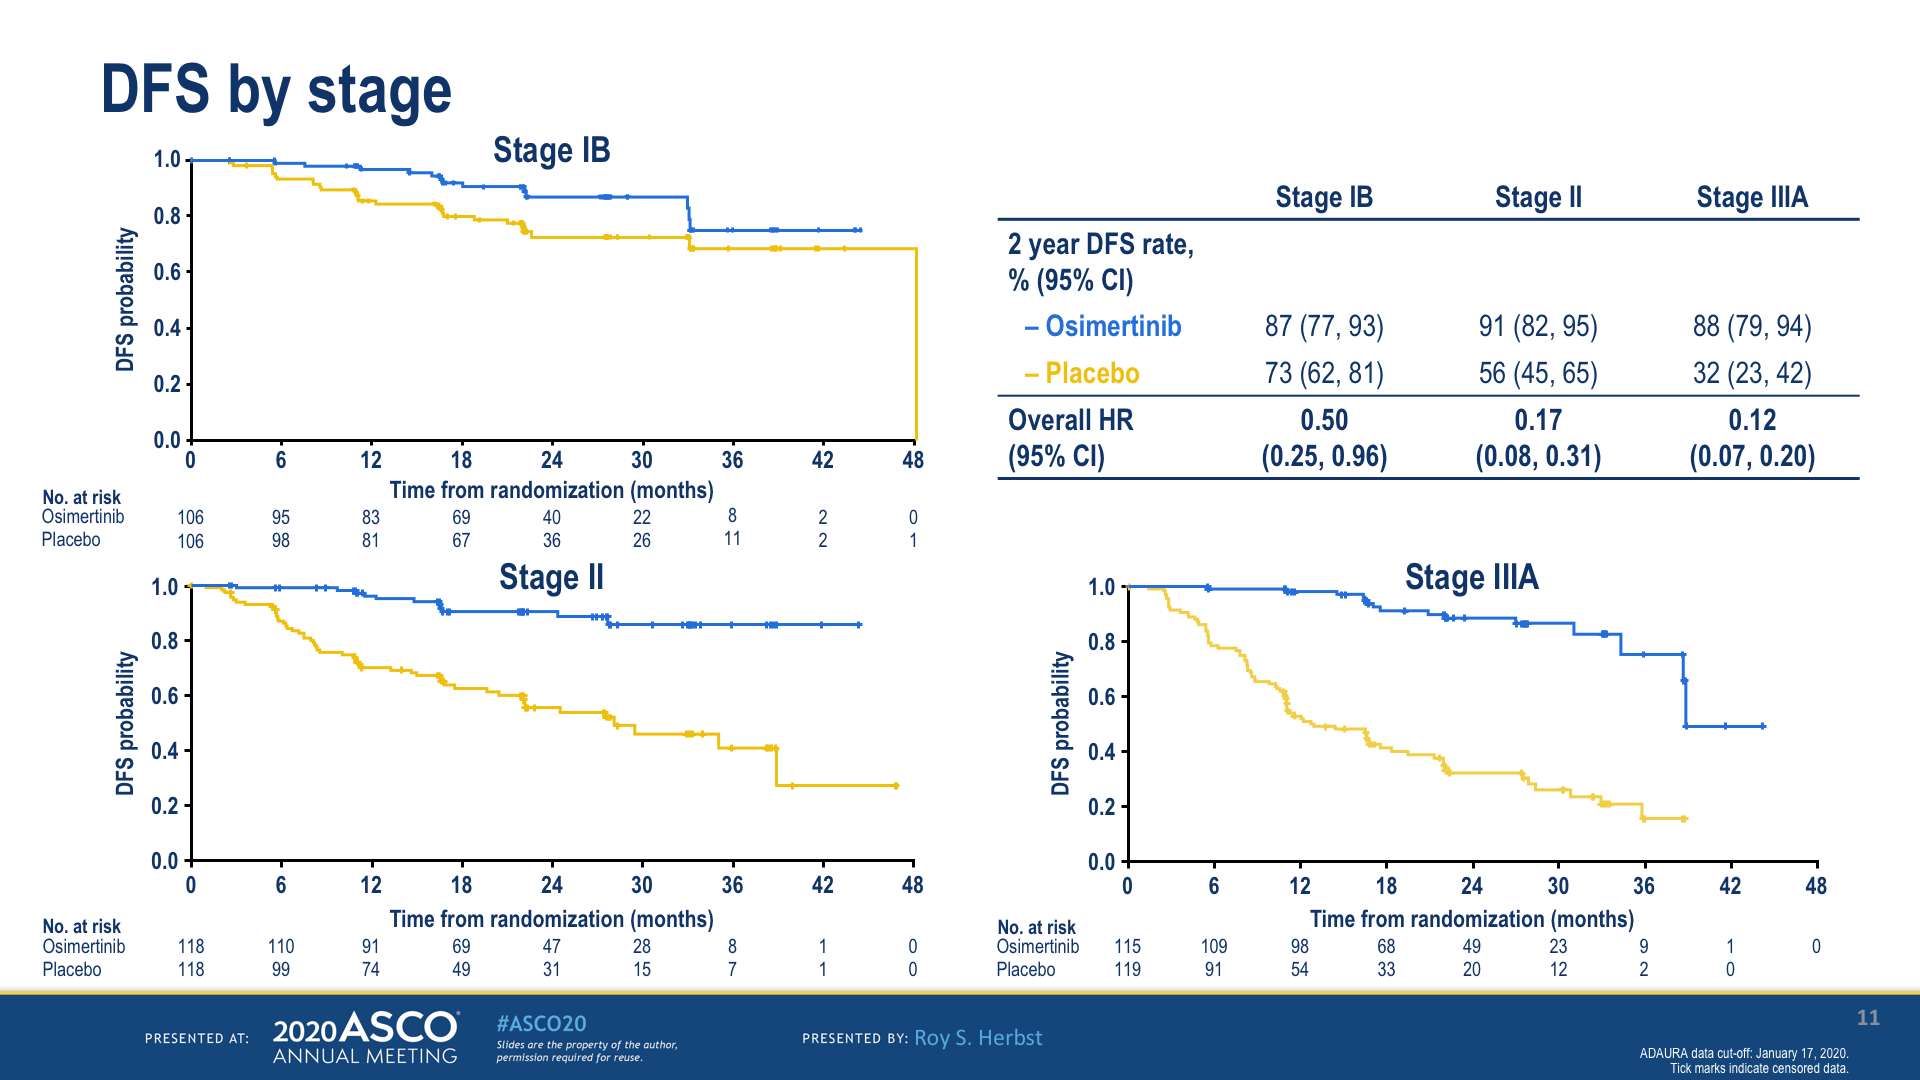 DFS by stage
Stage IB
DFS probability
1.0
0.8
0.6
0.4
0.2
0.0
0 6 12 18 24 30 36 42 48
Time from randomization (months)
No. at risk
Osimertinib 106 95 83 69 40 22 8 2 0
Placebo 106 98 81 67 36 26 11 2 1
Stage IB Stage II Stage IIIA
2 year DFS rate,
% (95% CI)
– Osimertinib 87 (77, 93) 91 (82, 95) 88 (79, 94)
– Placebo 73 (62, 81) 56 (45, 65) 32 (23, 42)
Overall HR 0.50 0.17 0.12
(95% CI) (0.25, 0.96) (0.08, 0.31) (0.07, 0.20)
Stage II
DFS probability
1.0
0.8
0.6
0.4
0.2
0.0
0 6 12 18 24 30 36 42 48
Time from randomization (months)
No. at risk
Osimertinib 118 110 91 69 47 28 8 1 0
Placebo 118 99 74 49 31 15 7 1 0
Stage IIIA
DFS probability
1.0
0.8
0.6
0.4
0.2
0.0
0 6 12 18 24 30 36 42 48
Time from randomization (months)
No. at risk
Osimertinib 115 109 98 68 49 23 9 1 0
Placebo 119 91 54 33 20 12 2 0
PRESENTED AT:
2020 ASCO®
ANNUAL MEETING
#ASCO20
Slides are the property of the author,
permission required for reuse.
PRESENTED BY: Roy S. Herbst
11
ADAURA data cut-off: January 17, 2020.
Tick marks indicate censored data.